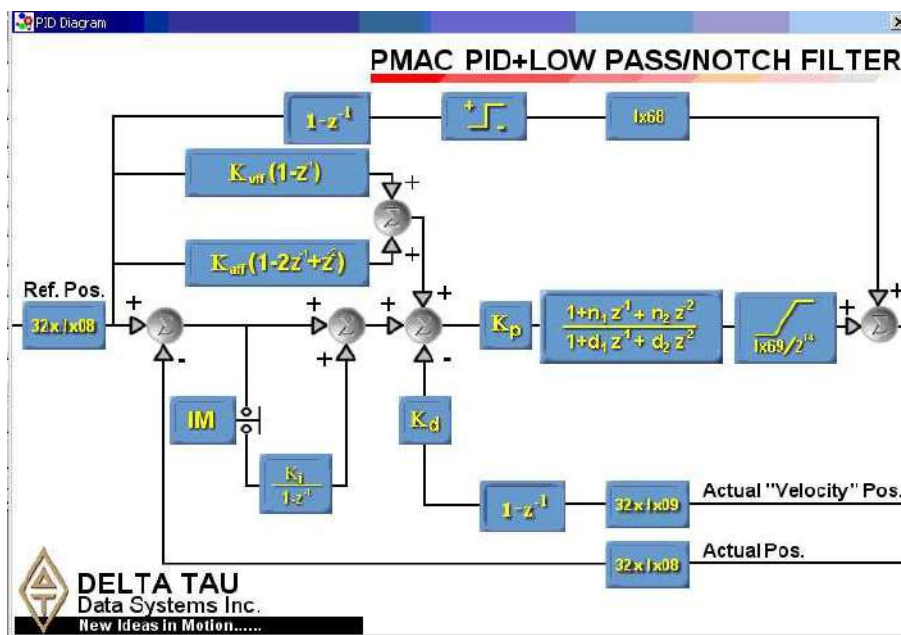 PID Diagram
PMAC PID+LOW PASS/NOTCH FILTER
1-z⁻¹
+
-
Ix68
Kvff(1-z⁻¹)
+
Σ
Kaff(1-2z⁻¹+z⁻²)
+
+
Ref. Pos.
32x Ix08
+
Σ
-
+
Σ
+
+
Σ
-
Kp
1+n₁z⁻¹ + n₂z⁻²
1+d₁z⁻¹ + d₂z⁻²
Ix69/2¹⁴
+
Σ
+
IM
Ki
1-z⁻¹
Kd
1-z⁻¹
32x Ix09
Actual "Velocity" Pos.
32x Ix08
Actual Pos.
DELTA TAU
Data Systems Inc.
New Ideas in Motion......